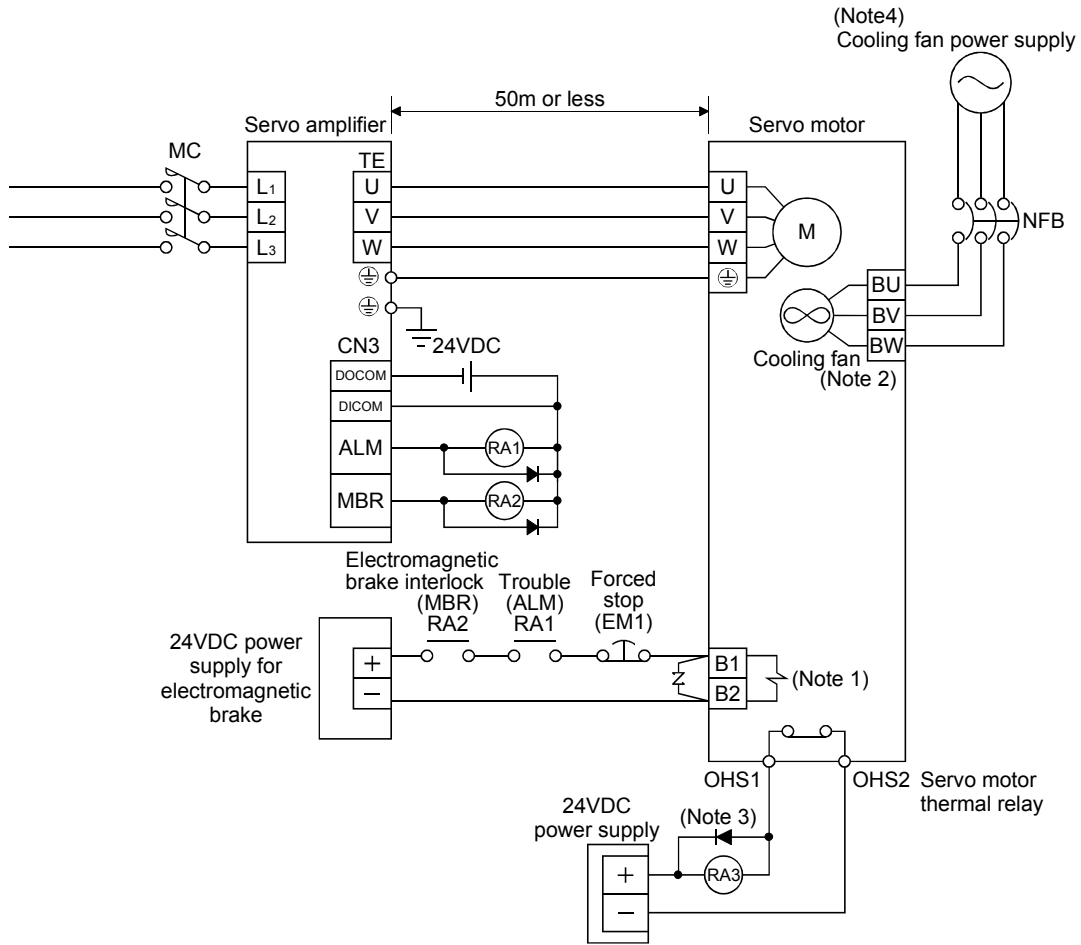 (Note4)
Cooling fan power supply
50m or less
Servo amplifier
Servo motor
MC
TE
L1
U
U
L2
V
V
M
NFB
L3
W
W
BU
BV
BW
CN3
24VDC
Cooling fan
(Note 2)
DOCOM
DICOM
ALM
RA1
MBR
RA2
Electromagnetic
brake interlock
(MBR)
RA2
Trouble
(ALM)
RA1
Forced
stop
(EM1)
24VDC power
supply for
electromagnetic
brake
+
−
B1
B2
(Note 1)
OHS1
OHS2
Servo motor
thermal relay
24VDC
power supply
(Note 3)
+
−
RA3